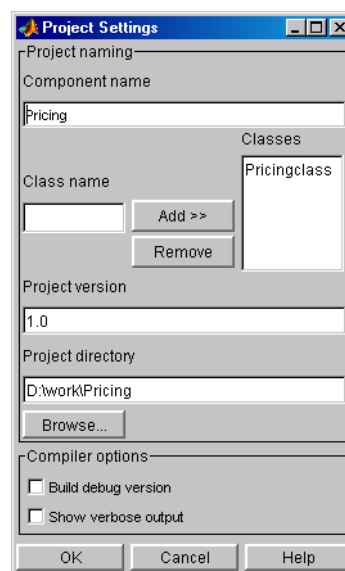 Project Settings
Project naming
Component name
Pricing
Classes
Pricingclass
Class name
Add >>
Remove
Project version
1.0
Project directory
D:\work\Pricing
Browse...
Compiler options
Build debug version
Show verbose output
OK Cancel Help